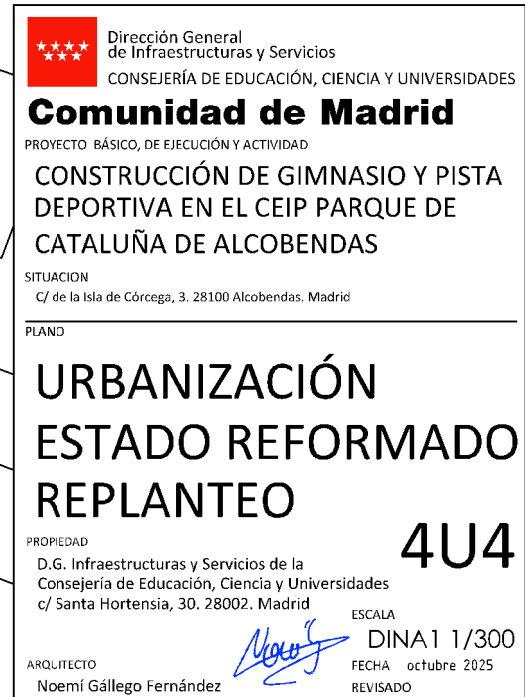 Dirección General
de Infraestructuras y Servicios
CONSEJERÍA DE EDUCACIÓN, CIENCIA Y UNIVERSIDADES
Comunidad de Madrid
PROYECTO BÁSICO, DE EJECUCIÓN Y ACTIVIDAD
CONSTRUCCIÓN DE GIMNASIO Y PISTA
DEPORTIVA EN EL CEIP PARQUE DE
CATALUÑA DE ALCOBENDAS
SITUACION
C/ de la Isla de Córcega, 3. 28100 Alcobendas. Madrid
PLANO
URBANIZACIÓN
ESTADO REFORMADO
REPLANTEO
4U4
PROPIEDAD
D.G. Infraestructuras y Servicios de la
Consejería de Educación, Ciencia y Universidades
c/ Santa Hortensia, 30. 28002. Madrid
ESCALA
DINA1 1/300
ARQUITECTO
FECHA octubre 2025
Noemí Gállego Fernández
REVISADO